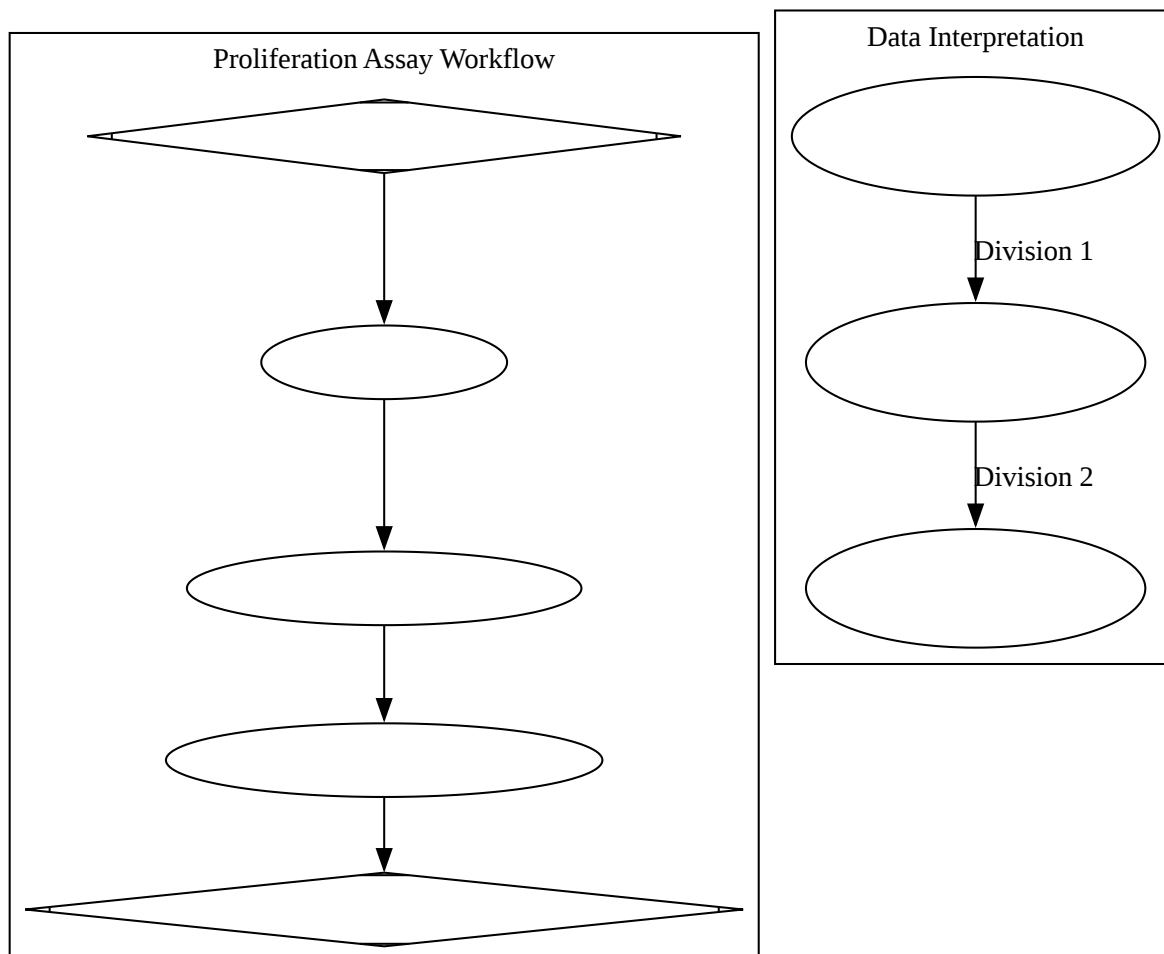 Proliferation Assay Workflow
Data Interpretation
Division 1
Division 2